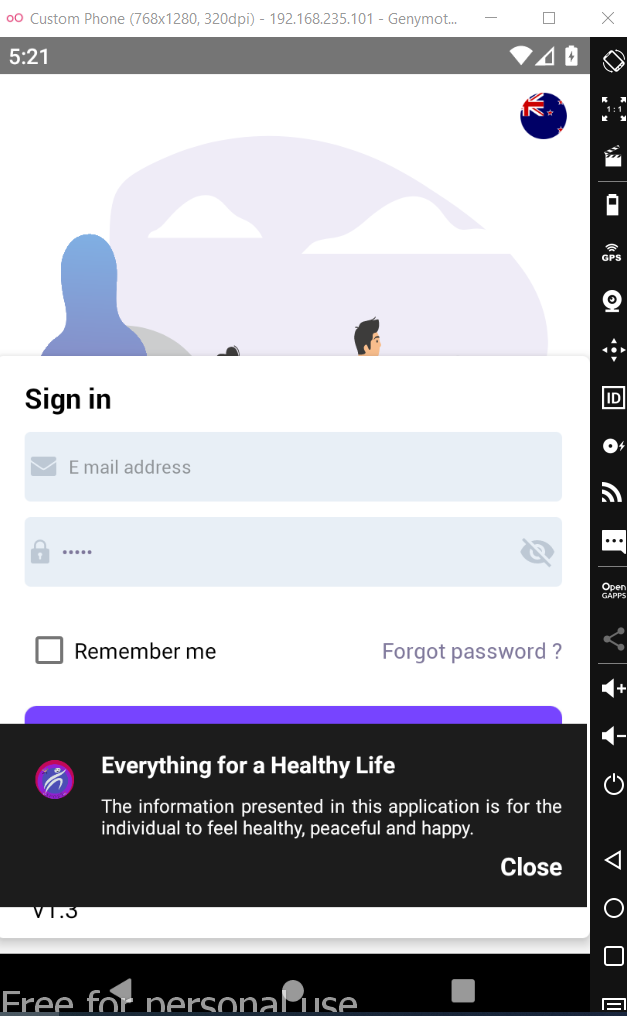 Custom Phone (768x1280, 320dpi) - 192.168.235.101 - Genymot...
5:21
1 : 1
GPS
Sign in
E mail address
•••••
ID
Remember me
Forgot password ?
Open
GAPPS
Everything for a Healthy Life
The information presented in this application is for the
individual to feel healthy, peaceful and happy.
Close
V1.3
Free for personal use